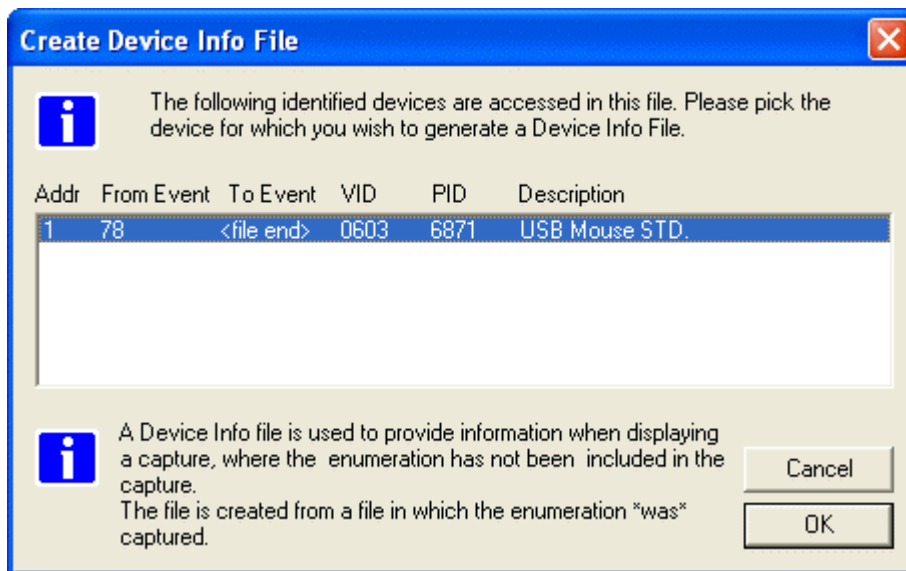 Create Device Info File
The following identified devices are accessed in this file. Please pick the
device for which you wish to generate a Device Info File.
Addr From Event To Event VID PID Description
1 78 <file end> 0603 6871 USB Mouse STD.
A Device Info file is used to provide information when displaying
a capture, where the enumeration has not been included in the
capture.
The file is created from a file in which the enumeration *was*
captured.
Cancel
OK